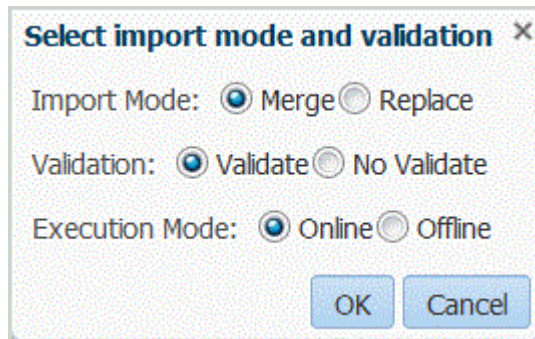 Select import mode and validation ×
Import Mode: Merge Replace
Validation: Validate No Validate
Execution Mode: Online Offline
OK Cancel